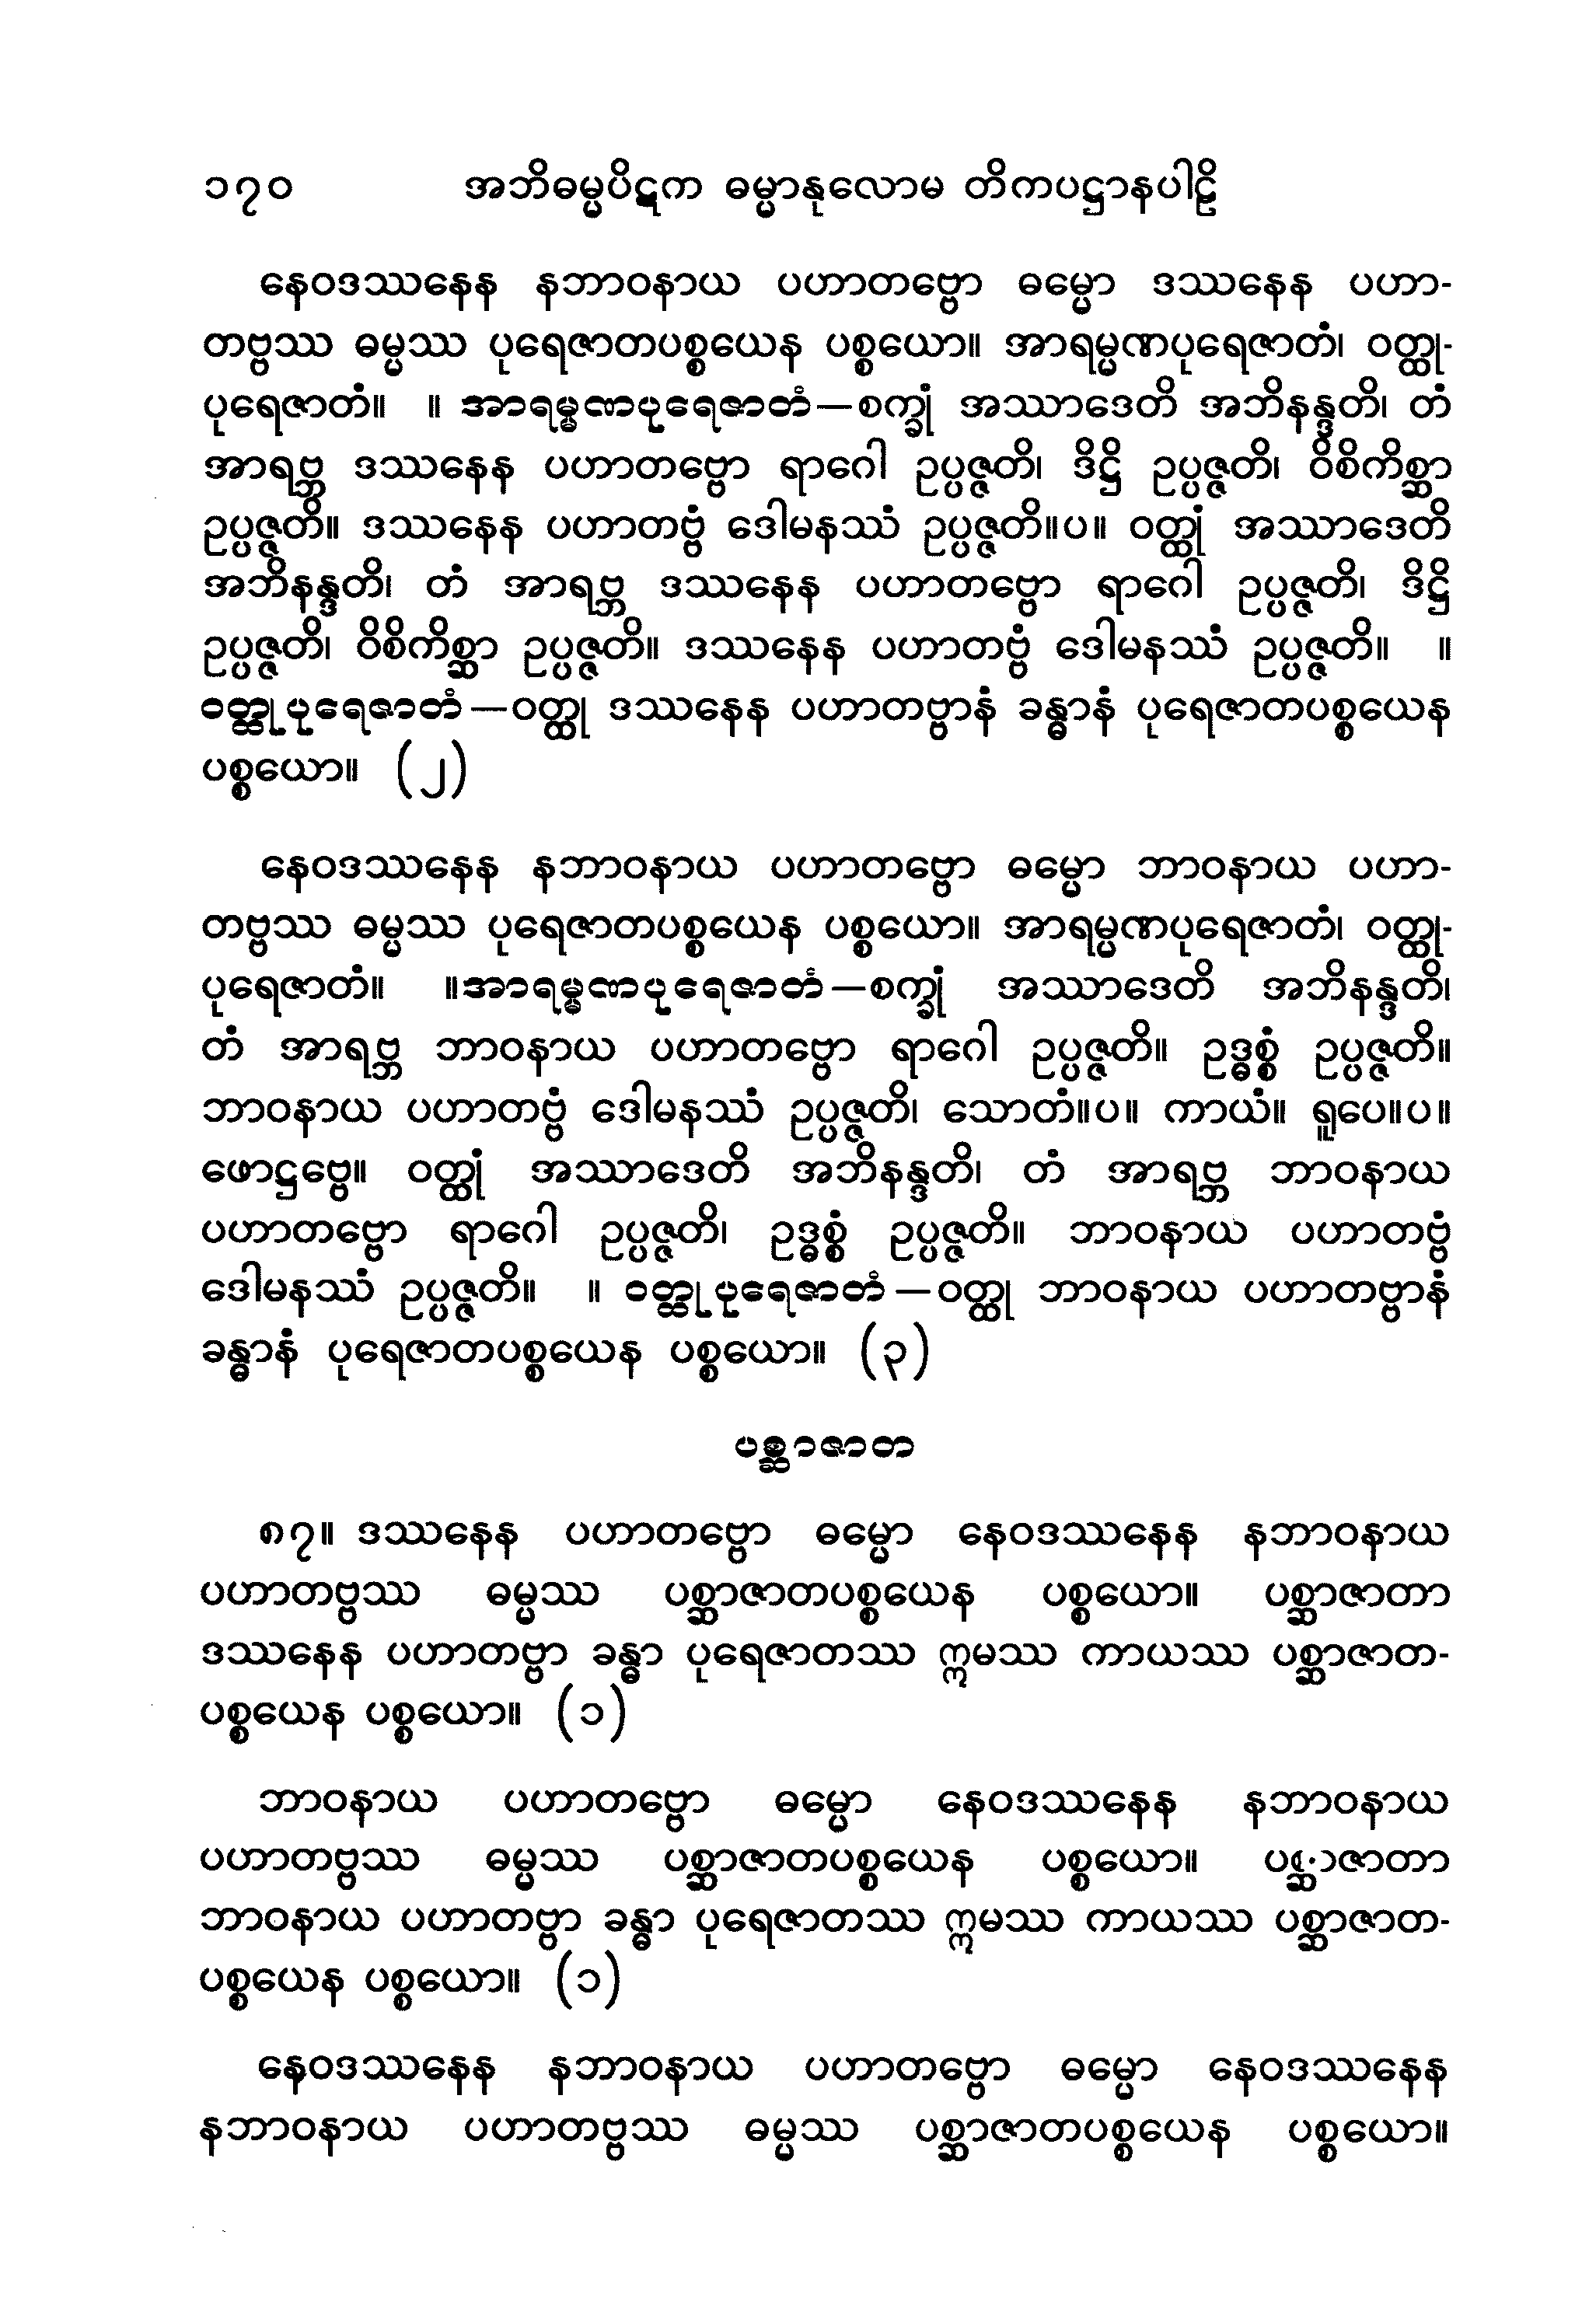 ၁၇၀ အဘိဓမ္မပိဋက ဓမ္မာနုလောမ တိကပဋ္ဌာနပါဠိ
နေဝဒဿနေန နဘာဝနာယ ပဟာတဗ္ဗော ဓမ္မော ဒဿနေန ပဟာ-
တဗ္ဗဿ ဓမ္မဿ ပုရေဇာတပစ္စယေန ပစ္စယော။ အာရမ္မဏပုရေဇာတံ၊ ဝတ္ထု-
ပုရေဇာတံ။ ။ အာရမ္မဏပုရေဇာတံ—စက္ခုံ အဿာဒေတိ အဘိနန္ဒတိ၊ တံ
အာရဗ္ဘ ဒဿနေန ပဟာတဗ္ဗော ရာဂေါ ဥပ္ပဇ္ဇတိ၊ ဒိဋ္ဌိ ဥပ္ပဇ္ဇတိ၊ ဝိစိကိစ္ဆာ
ဥပ္ပဇ္ဇတိ။ ဒဿနေန ပဟာတဗ္ဗံ ဒေါမနဿံ ဥပ္ပဇ္ဇတိ။ပ။ ဝတ္ထုံ အဿာဒေတိ
အဘိနန္ဒတိ၊ တံ အာရဗ္ဘ ဒဿနေန ပဟာတဗ္ဗော ရာဂေါ ဥပ္ပဇ္ဇတိ၊ ဒိဋ္ဌိ
ဥပ္ပဇ္ဇတိ၊ ဝိစိကိစ္ဆာ ဥပ္ပဇ္ဇတိ။ ဒဿနေန ပဟာတဗ္ဗံ ဒေါမနဿံ ဥပ္ပဇ္ဇတိ။ ။
ဝတ္ထုပုရေဇာတံ—ဝတ္ထု ဒဿနေန ပဟာတဗ္ဗာနံ ခန္ဓာနံ ပုရေဇာတပစ္စယေန
ပစ္စယော။ (၂)
နေဝဒဿနေန နဘာဝနာယ ပဟာတဗ္ဗော ဓမ္မော ဘာဝနာယ ပဟာ-
တဗ္ဗဿ ဓမ္မဿ ပုရေဇာတပစ္စယေန ပစ္စယော။ အာရမ္မဏပုရေဇာတံ၊ ဝတ္ထု-
ပုရေဇာတံ။ ။အာရမ္မဏပုရေဇာတံ—စက္ခုံ အဿာဒေတိ အဘိနန္ဒတိ၊
တံ အာရဗ္ဘ ဘာဝနာယ ပဟာတဗ္ဗော ရာဂေါ ဥပ္ပဇ္ဇတိ။ ဥဒ္ဓစ္စံ ဥပ္ပဇ္ဇတိ။
ဘာဝနာယ ပဟာတဗ္ဗံ ဒေါမနဿံ ဥပ္ပဇ္ဇတိ၊ သောတံ။ပ။ ကာယံ။ ရူပေ။ပ။
ဖောဋ္ဌဗ္ဗေ။ ဝတ္ထုံ အဿာဒေတိ အဘိနန္ဒတိ၊ တံ အာရဗ္ဘ ဘာဝနာယ
ပဟာတဗ္ဗော ရာဂေါ ဥပ္ပဇ္ဇတိ၊ ဥဒ္ဓစ္စံ ဥပ္ပဇ္ဇတိ။ ဘာဝနာယ ပဟာတဗ္ဗံ
ဒေါမနဿံ ဥပ္ပဇ္ဇတိ။ ။ ဝတ္ထုပုရေဇာတံ—ဝတ္ထု ဘာဝနာယ ပဟာတဗ္ဗာနံ
ခန္ဓာနံ ပုရေဇာတပစ္စယေန ပစ္စယော။ (၃)
ပစ္ဆာဇာတ
၈၇။ ဒဿနေန ပဟာတဗ္ဗော ဓမ္မော နေဝဒဿနေန နဘာဝနာယ
ပဟာတဗ္ဗဿ ဓမ္မဿ ပစ္ဆာဇာတပစ္စယေန ပစ္စယော။ ပစ္ဆာဇာတာ
ဒဿနေန ပဟာတဗ္ဗာ ခန္ဓာ ပုရေဇာတဿ ဣမဿ ကာယဿ ပစ္ဆာဇာတ-
ပစ္စယေန ပစ္စယော။ (၁)
ဘာဝနာယ ပဟာတဗ္ဗော ဓမ္မော နေဝဒဿနေန နဘာဝနာယ
ပဟာတဗ္ဗဿ ဓမ္မဿ ပစ္ဆာဇာတပစ္စယေန ပစ္စယော။ ပစ္ဆာဇာတာ
ဘာဝနာယ ပဟာတဗ္ဗာ ခန္ဓာ ပုရေဇာတဿ ဣမဿ ကာယဿ ပစ္ဆာဇာတ-
ပစ္စယေန ပစ္စယော။ (၁)
နေဝဒဿနေန နဘာဝနာယ ပဟာတဗ္ဗော ဓမ္မော နေဝဒဿနေန
နဘာဝနာယ ပဟာတဗ္ဗဿ ဓမ္မဿ ပစ္ဆာဇာတပစ္စယေန ပစ္စယော။